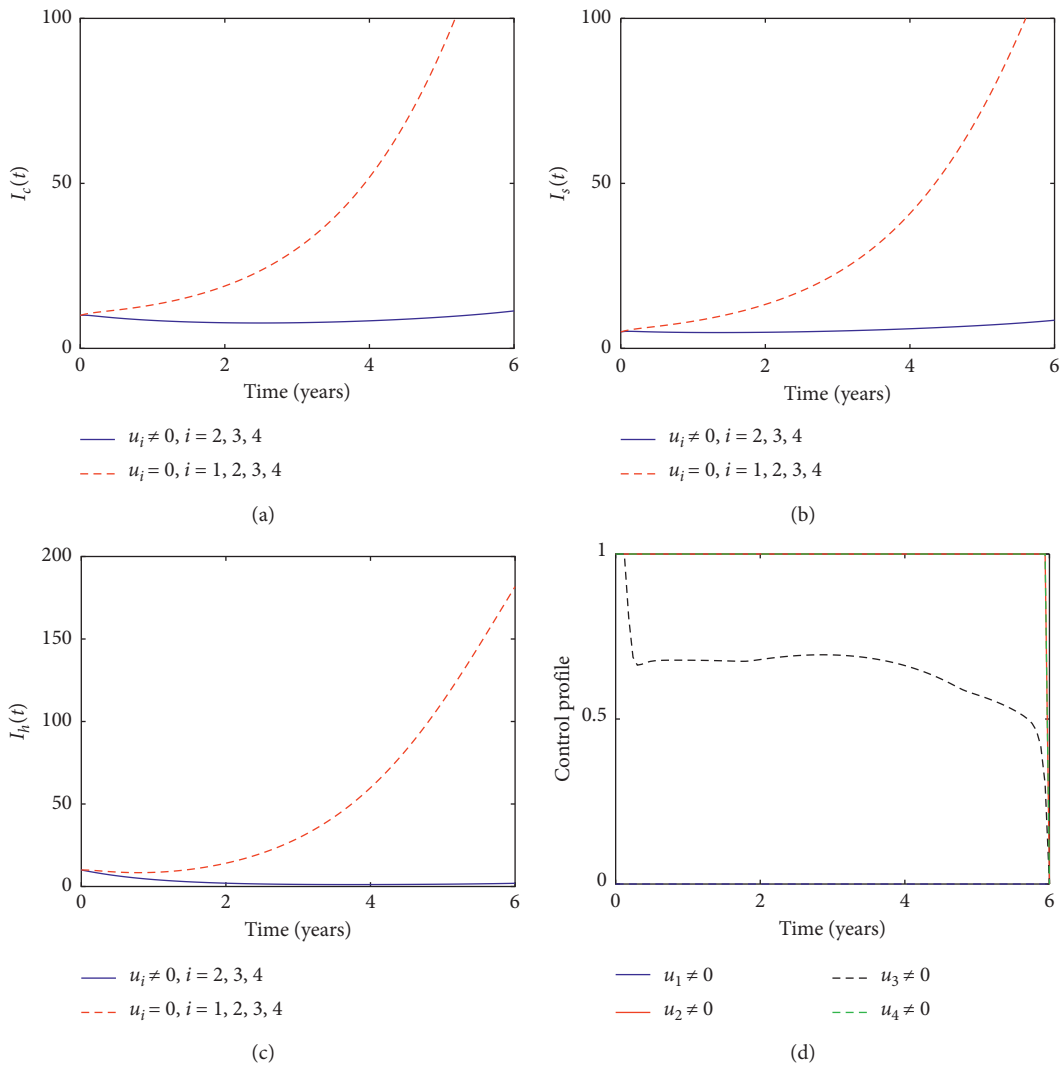 100
50
0
I_c(t)
0 2 4 6
Time (years)
u_i ≠ 0, i = 2, 3, 4
u_i = 0, i = 1, 2, 3, 4
(a)
100
50
0
I_s(t)
0 2 4 6
Time (years)
u_i ≠ 0, i = 2, 3, 4
u_i = 0, i = 1, 2, 3, 4
(b)
200
150
100
50
0
I_h(t)
0 2 4 6
Time (years)
u_i ≠ 0, i = 2, 3, 4
u_i = 0, i = 1, 2, 3, 4
(c)
1
0.5
0
Control profile
0 2 4 6
Time (years)
u_1 ≠ 0 u_3 ≠ 0
u_2 ≠ 0 u_4 ≠ 0
(d)